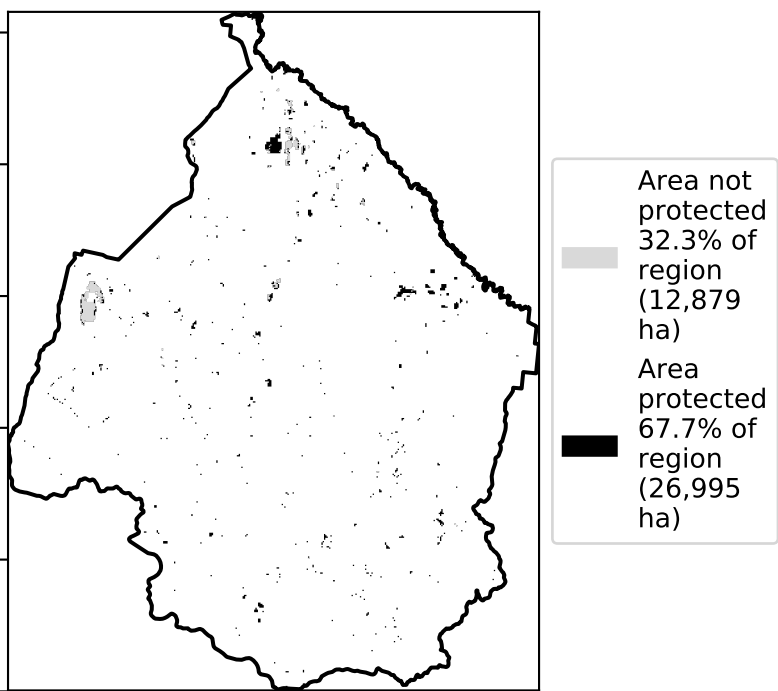 Area not
protected
32.3% of
region
(12,879
ha)
Area
protected
67.7% of
region
(26,995
ha)